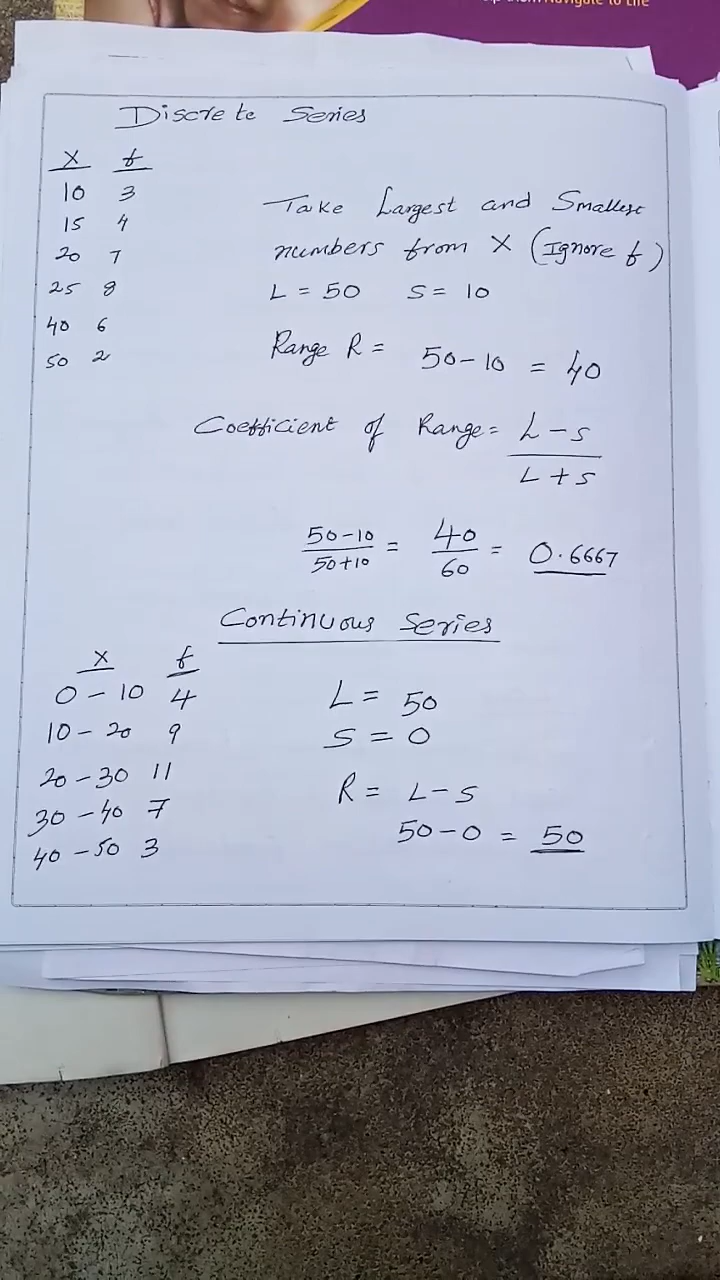 Navigate to Life
Discrete Series
X f
10 3
15 4
20 7
25 8
40 6
50 2
Take Largest and Smallest
numbers from X (Ignore f)
L = 50 S = 10
Range R = 50-10 = 40
Coefficient of Range = L-S
L+S
50-10 = 40 = 0.6667
50+10 60
Continuous Series
X f
0-10 4
10-20 9
20-30 11
30-40 7
40-50 3
L = 50
S = 0
R = L-S
50-0 = 50